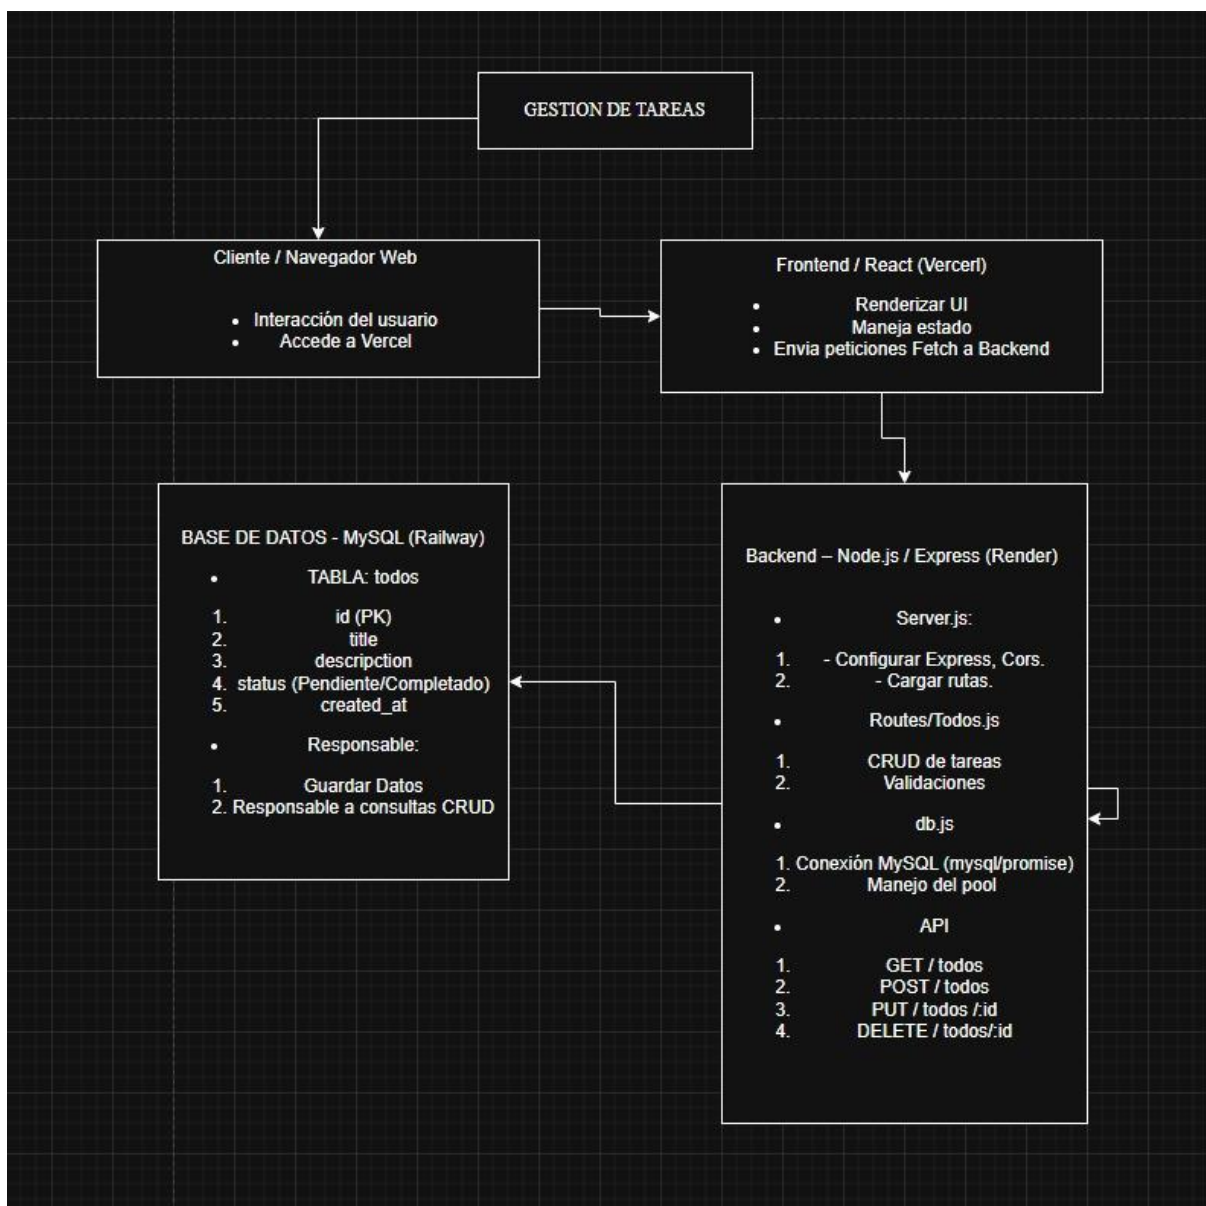 GESTION DE TAREAS
Cliente / Navegador Web
• Interacción del usuario
• Accede a Vercel
Frontend / React (Vercerl)
• Renderizar UI
• Maneja estado
• Envia peticiones Fetch a Backend
BASE DE DATOS - MySQL (Railway)
• TABLA: todos
1. id (PK)
2. title
3. descripction
4. status (Pendiente/Completado)
5. created_at
• Responsable:
1. Guardar Datos
2. Responsable a consultas CRUD
Backend – Node.js / Express (Render)
• Server.js:
1. - Configurar Express, Cors.
2. - Cargar rutas.
• Routes/Todos.js
1. CRUD de tareas
2. Validaciones
• db.js
1. Conexión MySQL (mysql/promise)
2. Manejo del pool
• API
1. GET / todos
2. POST / todos
3. PUT / todos /:id
4. DELETE / todos/:id